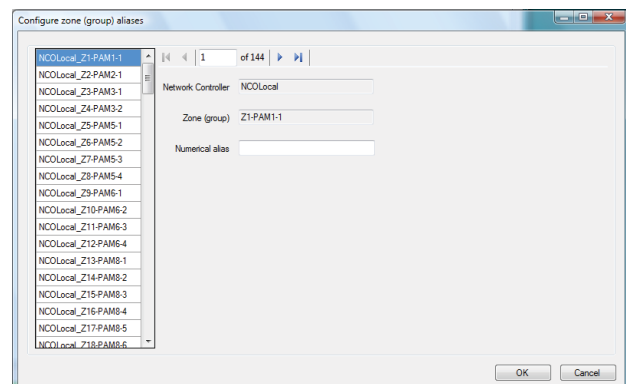 Configure zone (group) aliases
NCOLocal_Z1-PAM1-1
NCOLocal_Z2-PAM2-1
NCOLocal_Z3-PAM3-1
NCOLocal_Z4-PAM3-2
NCOLocal_Z5-PAM5-1
NCOLocal_Z6-PAM5-2
NCOLocal_Z7-PAM5-3
NCOLocal_Z8-PAM5-4
NCOLocal_Z9-PAM6-1
NCOLocal_Z10-PAM6-2
NCOLocal_Z11-PAM6-3
NCOLocal_Z12-PAM6-4
NCOLocal_Z13-PAM8-1
NCOLocal_Z14-PAM8-2
NCOLocal_Z15-PAM8-3
NCOLocal_Z16-PAM8-4
NCOLocal_Z17-PAM8-5
NCOLocal_Z18-PAM8-6
1 of 144
Network Controller NCOLocal
Zone (group) Z1-PAM1-1
Numerical alias
OK Cancel